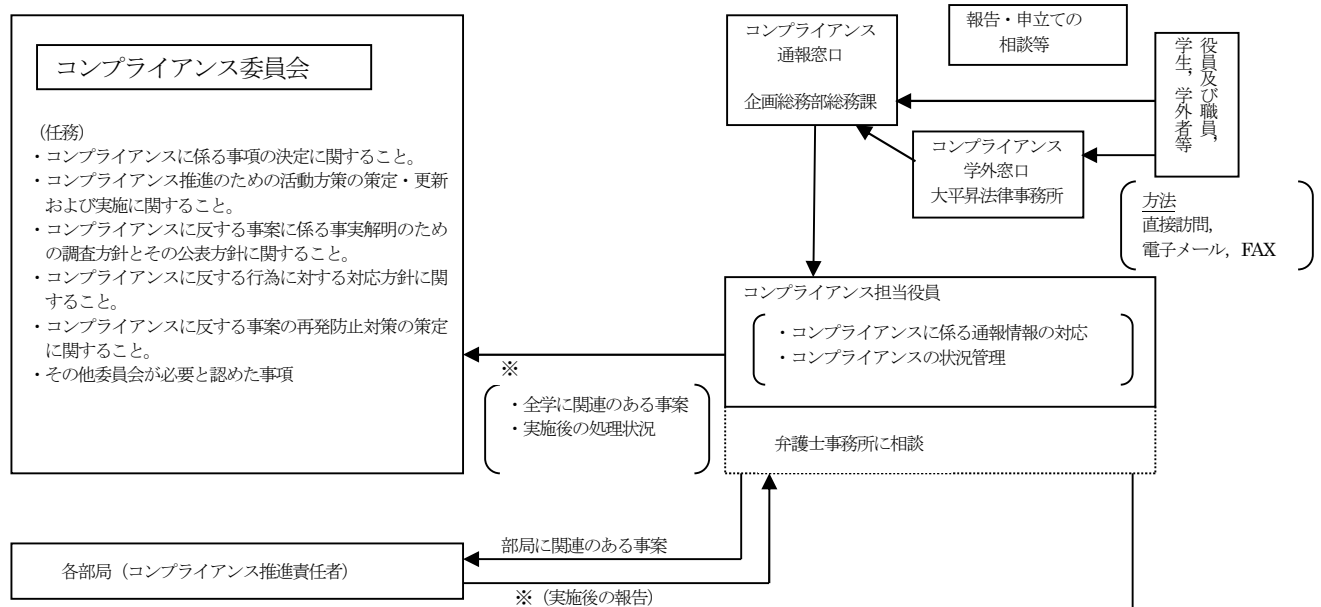 コンプライアンス委員会
(任務)
・コンプライアンスに係る事項の決定に関すること。
・コンプライアンス推進のための活動方策の策定・更新
および実施に関すること。
・コンプライアンスに反する事案に係る事実解明のため
の調査方針とその公表方針に関すること。
・コンプライアンスに反する行為に対する対応方針に関
すること。
・コンプライアンスに反する事案の再発防止対策の策定
に関すること。
・その他委員会が必要と認めた事項
コンプライアンス
通報窓口
企画総務部総務課
報告・申立ての
相談等
役員及び職員,
学生, 学外者等
コンプライアンス
学外窓口
大平昇法律事務所
方法
直接訪問,
電子メール, FAX
コンプライアンス担当役員
・コンプライアンスに係る通報情報の対応
・コンプライアンスの状況管理
※
・全学に関連のある事案
・実施後の処理状況
弁護士事務所に相談
部局に関連のある事案
各部局(コンプライアンス推進責任者)
※(実施後の報告)